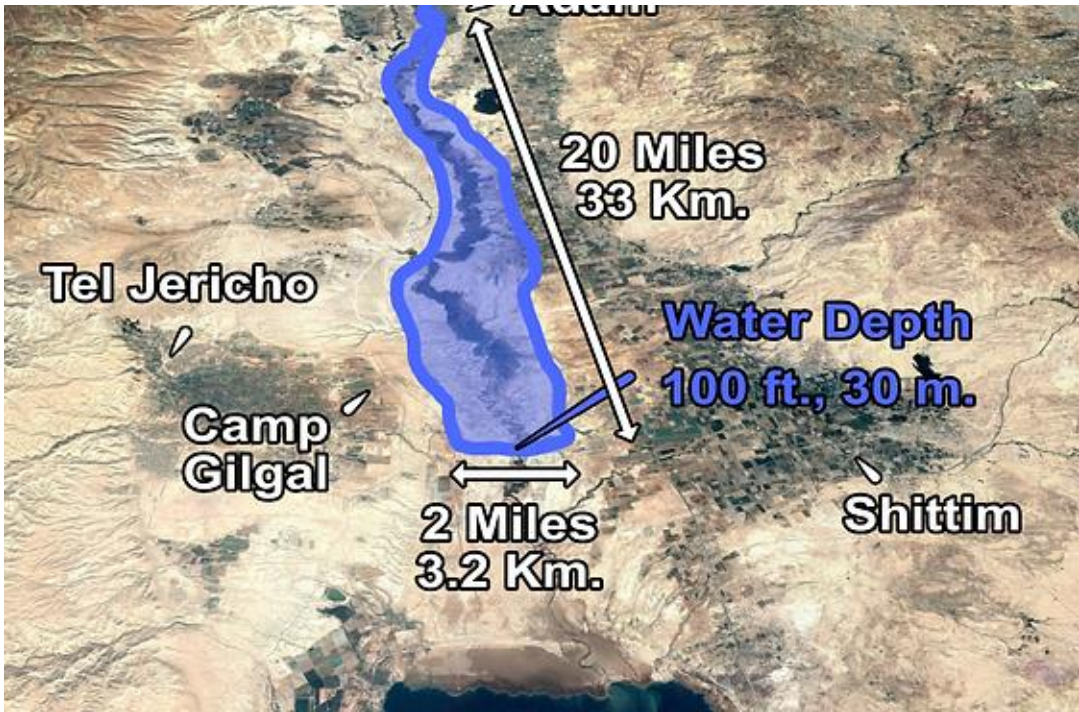 Adam
20 Miles
33 Km.
Tel Jericho
Water Depth
100 ft., 30 m.
Camp
Gilgal
Shittim
2 Miles
3.2 Km.